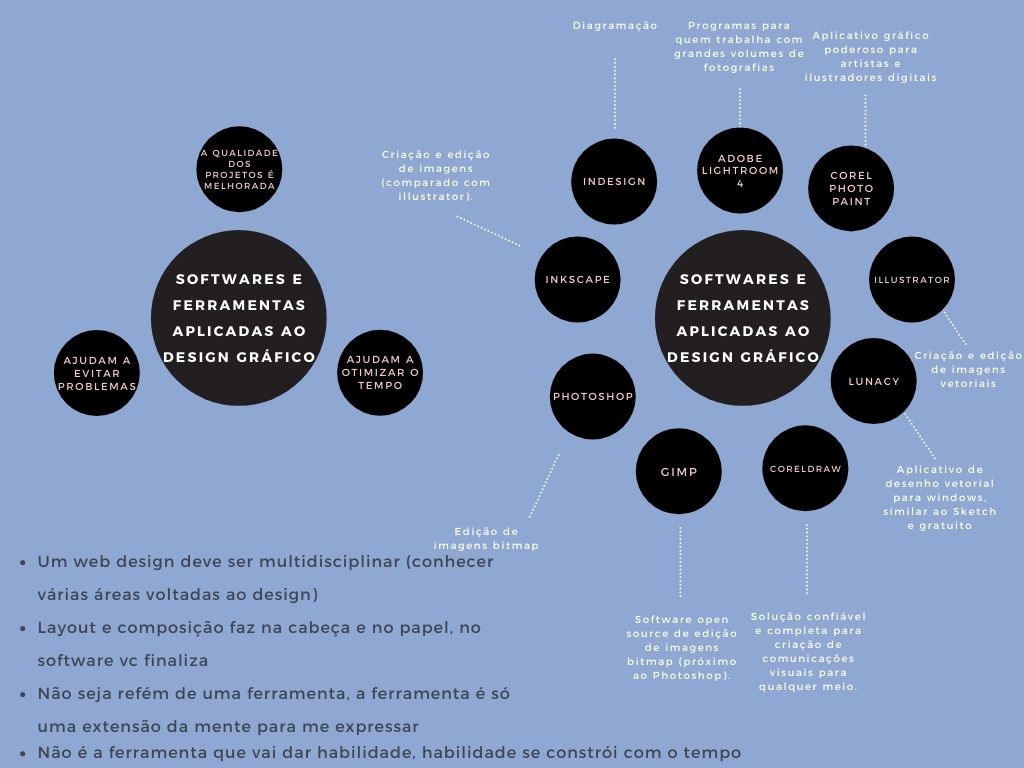 A QUALIDADE
DOS
PROJETOS É
MELHORADA
SOFTWARES E
FERRAMENTAS
APLICADAS AO
DESIGN GRÁFICO
AJUDAM A
EVITAR
PROBLEMAS
AJUDAM A
OTIMIZAR O
TEMPO
Diagramação
Programas para
quem trabalha com
grandes volumes de
fotografias
Aplicativo gráfico
poderoso para
artistas e
ilustradores digitais
Criação e edição
de imagens
(comparado com
illustrator).
INDESIGN
ADOBE
LIGHTROOM
4
COREL
PHOTO
PAINT
INKSCAPE
SOFTWARES E
FERRAMENTAS
APLICADAS AO
DESIGN GRÁFICO
ILLUSTRATOR
Criação e edição
de imagens
vetoriais
PHOTOSHOP
LUNACY
GIMP
CORELDRAW
Aplicativo de
desenho vetorial
para windows,
similar ao Sketch
e gratuito
Edição de
imagens bitmap
Software open
source de edição
de imagens
bitmap (próximo
ao Photoshop).
Solução confiável
e completa para
criação de
comunicações
visuais para
qualquer meio.
• Um web design deve ser multidisciplinar (conhecer
várias áreas voltadas ao design)
• Layout e composição faz na cabeça e no papel, no
software vc finaliza
• Não seja refém de uma ferramenta, a ferramenta é só
uma extensão da mente para me expressar
• Não é a ferramenta que vai dar habilidade, habilidade se constrói com o tempo